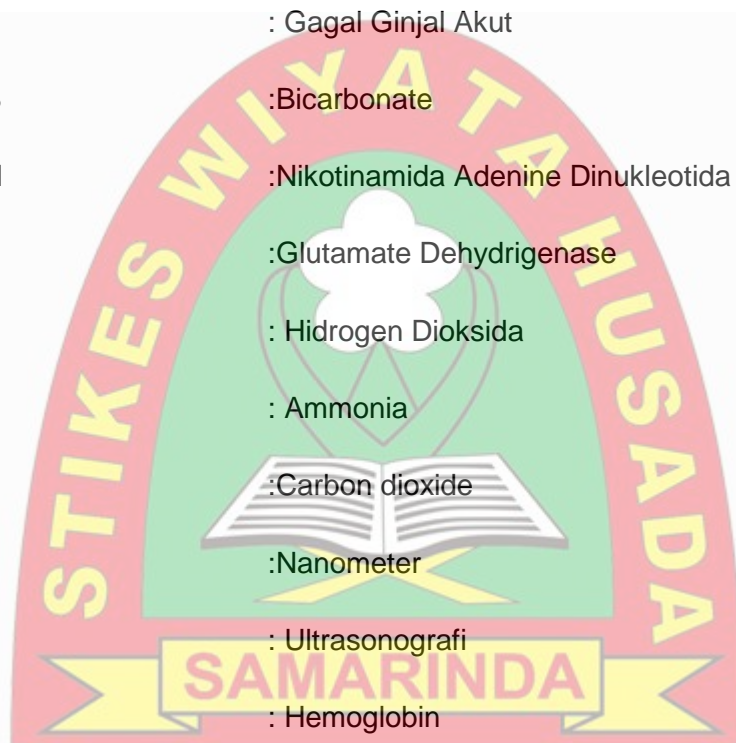 : Gagal Ginjal Akut
:Bicarbonate
:Nikotinamida Adenine Dinukleotida
:Glutamate Dehydrigenase
: Hidrogen Dioksida
: Ammonia
:Carbon dioxide
:Nanometer
: Ultrasonografi
: Hemoglobin
STIKES WIYATA HUSADA
SAMARINDA